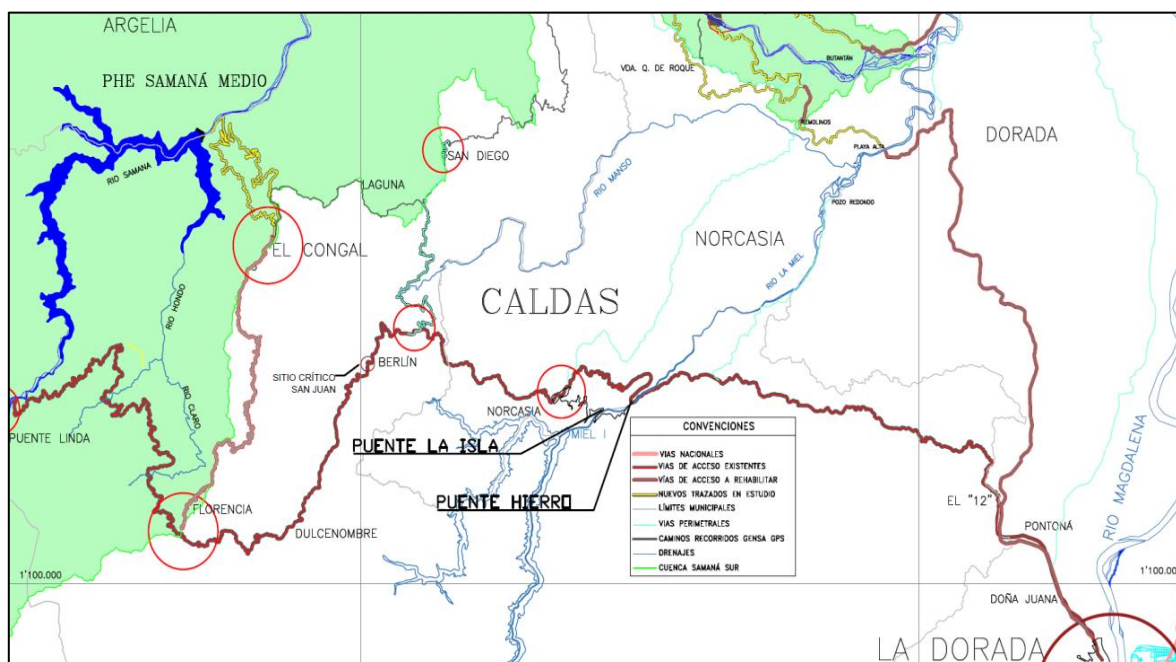 ARGELIA
PHE SAMANÁ MEDIO
VDA. Q. DE ROQUE
BUTANTÁN
REMOLINOS
PLAYA ALTA
DORADA
RIO SAMANA
SAN DIEGO
LAGUNA
RIO MANSO
POZO REDONDO
EL CONGAL
NORCASIA
RIO LA MIEL
RIO HONDO
CALDAS
BERLÍN
SITIO CRÍTICO
SAN JUAN
RIO CLARO
NORCASIA
PUENTE LINDA
PUENTE LA ISLA
MIEL I
PUENTE HIERRO
CONVENCIONES
VIAS NACIONALES
VIAS DE ACCESO EXISTENTES
VÍAS DE ACCESO A REHABILITAR
NUEVOS TRAZADOS EN ESTUDIO
LÍMITES MUNICIPALES
VIAS PERIMETRALES
CAMINOS RECORRIDOS GENSA GPS
DRENAJES
CUENCA SAMANÁ SUR
RIO MAGDALENA
EL "12"
FLORENCIA
DULCENOMBRE
PONTONÁ
1'100.000
1'100.00
DOÑA JUANA
LA DORADA